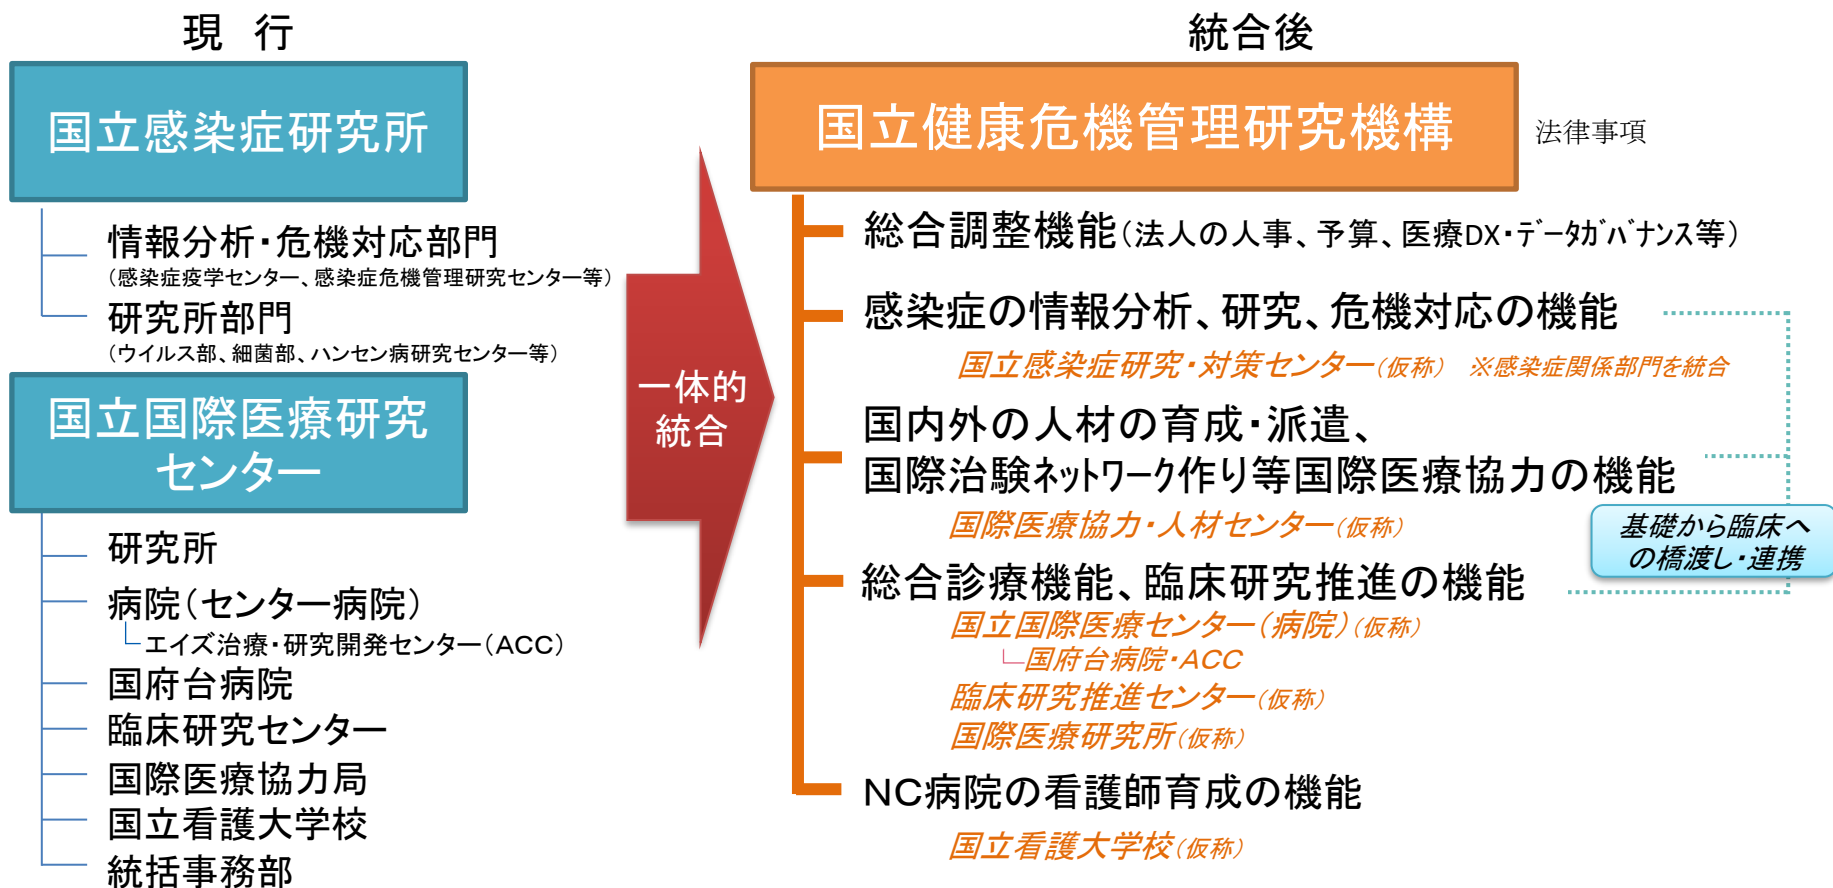 現 行
国立感染症研究所
情報分析・危機対応部門
(感染症疫学センター、感染症危機管理研究センター等)
研究所部門
(ウイルス部、細菌部、ハンセン病研究センター等)
国立国際医療研究
センター
研究所
病院(センター病院)
エイズ治療・研究開発センター(ACC)
国府台病院
臨床研究センター
国際医療協力局
国立看護大学校
統括事務部
一体的
統合
統合後
国立健康危機管理研究機構
法律事項
総合調整機能(法人の人事、予算、医療DX・データガバナンス等)
感染症の情報分析、研究、危機対応の機能
国立感染症研究・対策センター(仮称) ※感染症関係部門を統合
国内外の人材の育成・派遣、
国際治験ネットワーク作り等国際医療協力の機能
国際医療協力・人材センター(仮称)
基礎から臨床へ
の橋渡し・連携
総合診療機能、臨床研究推進の機能
国立国際医療センター(病院)(仮称)
国府台病院・ACC
臨床研究推進センター(仮称)
国際医療研究所(仮称)
NC病院の看護師育成の機能
国立看護大学校(仮称)